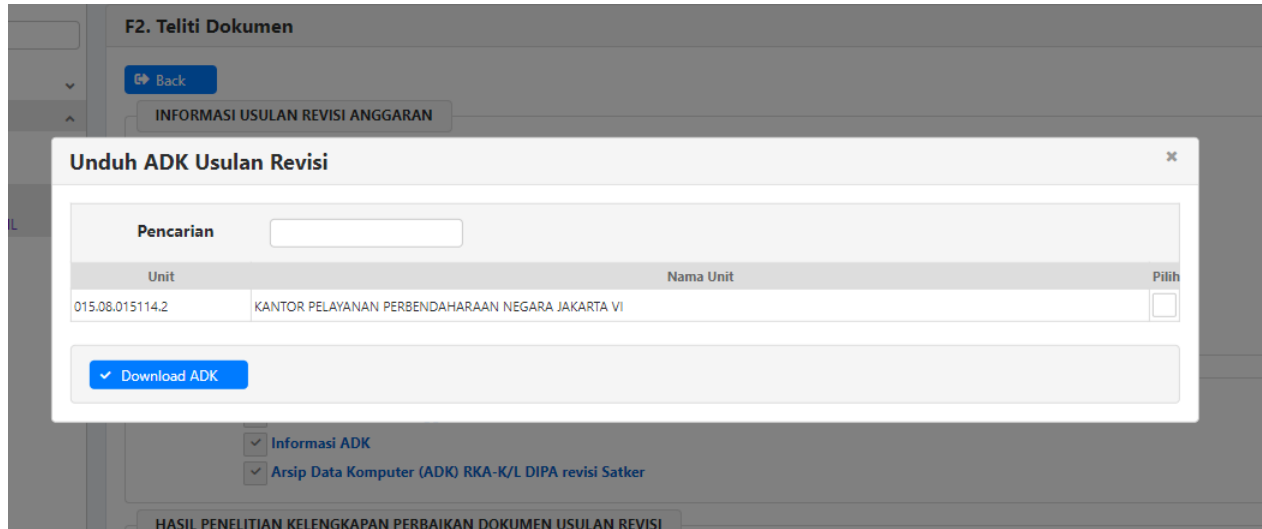 F2. Teliti Dokumen
Back
INFORMASI USULAN REVISI ANGGARAN
Unduh ADK Usulan Revisi
Pencarian
Unit Nama Unit Pilih
015.08.015114.2 KANTOR PELAYANAN PERBENDAHARAAN NEGARA JAKARTA VI
Download ADK
Informasi ADK
Arsip Data Komputer (ADK) RKA-K/L DIPA revisi Satker
HASIL PENELITIAN KELENGKAPAN PERBAIKAN DOKUMEN USULAN REVISI